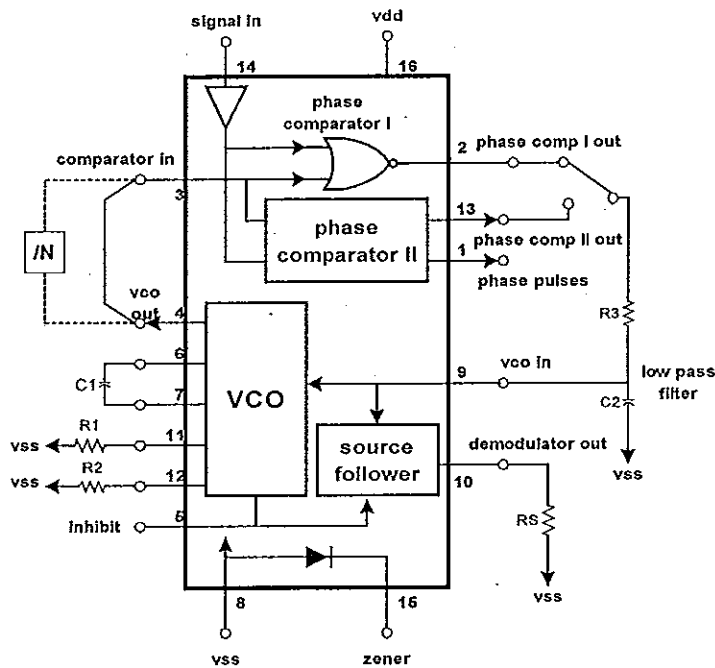 signal in
vdd
14
16
phase
comparator I
comparator in
2
phase comp I out
3
13
phase
comparator II
phase comp II out
1
phase pulses
/N
vco
out
4
R3
6
C1
7
VCO
9
vco in
low pass
filter
C2
R1
vss
11
source
follower
demodulator out
vss
R2
vss
12
10
inhibit
5
RS
vss
8
15
vss
zener